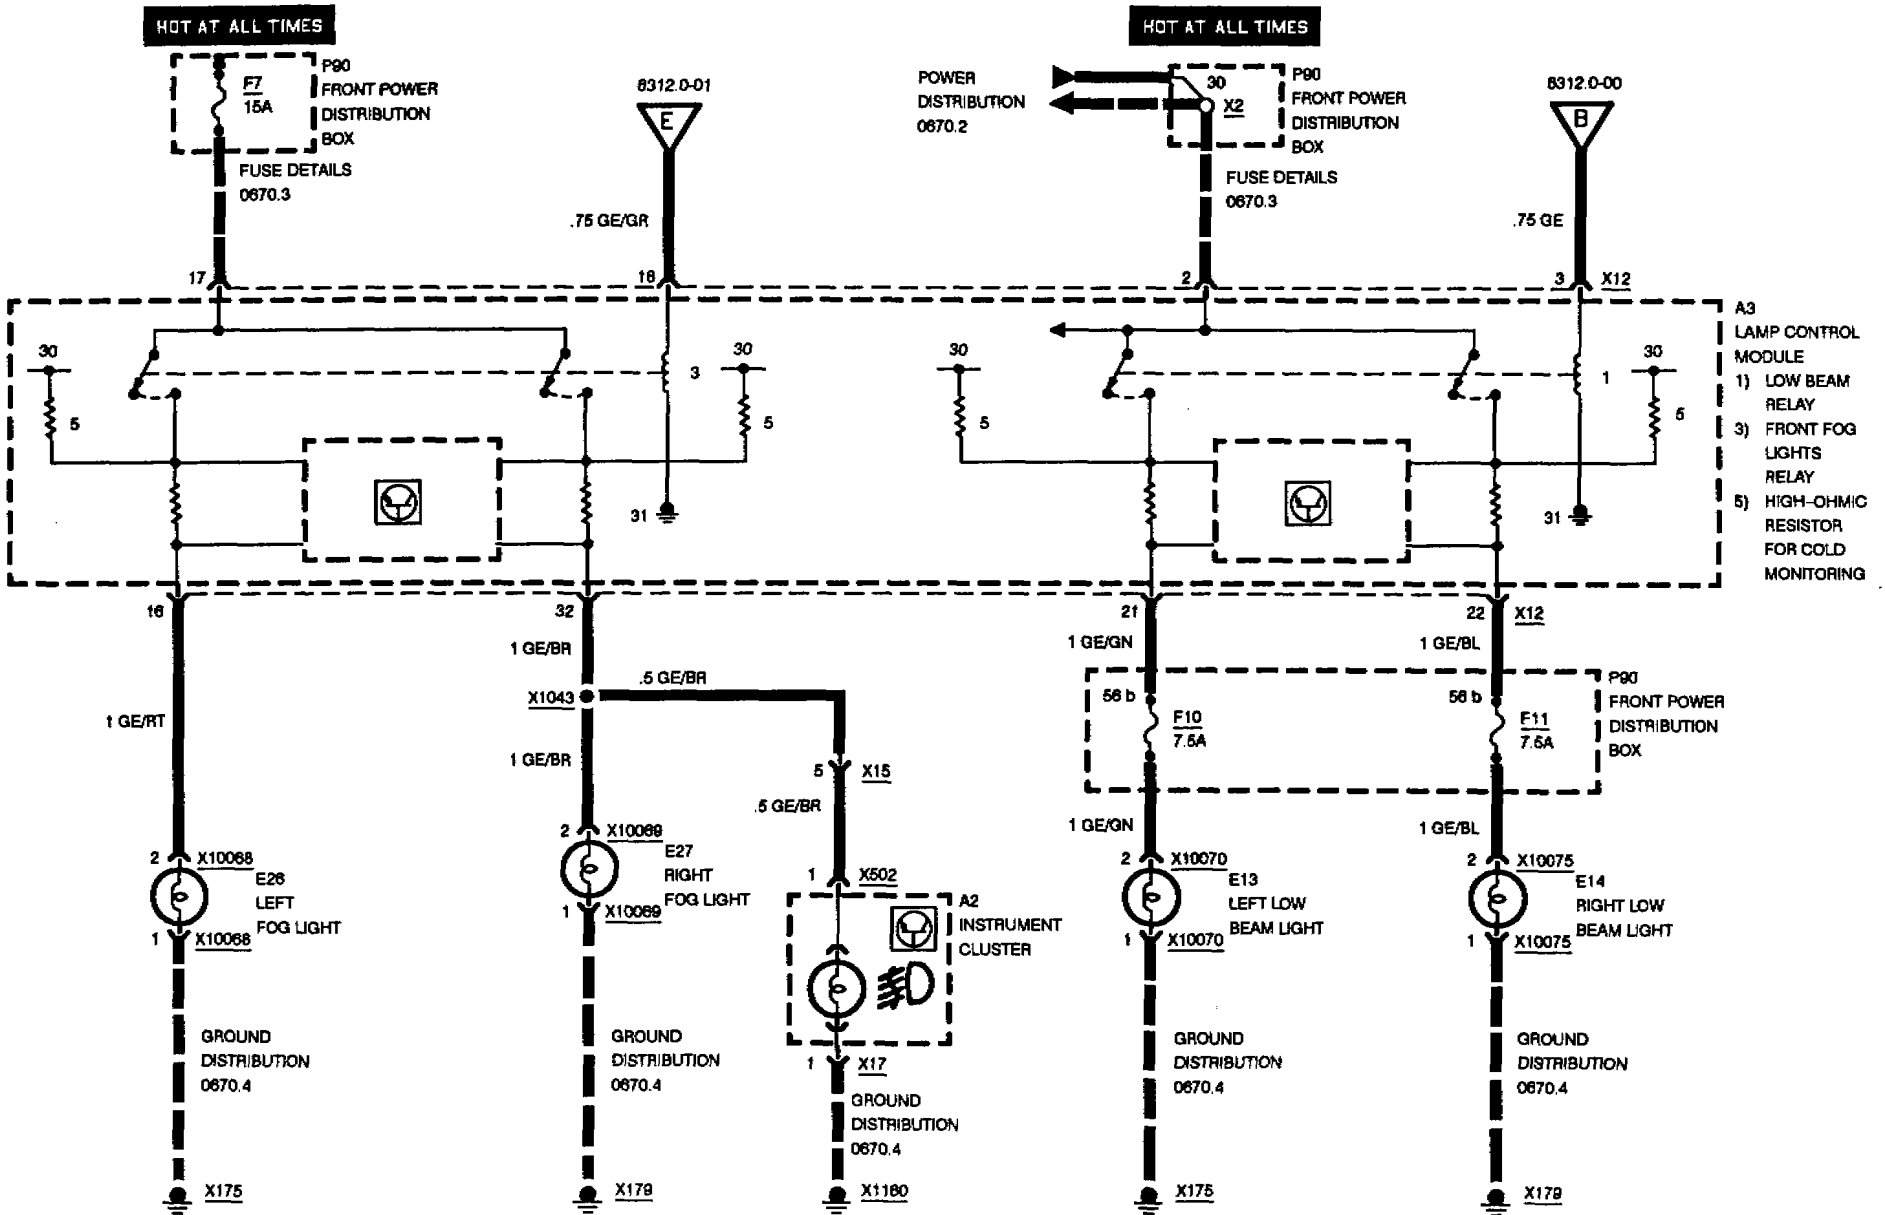 HOT AT ALL TIMES
HOT AT ALL TIMES
F7
15A
P90
FRONT POWER
DISTRIBUTION
BOX
FUSE DETAILS
0670.3
8312.0-01
E
.75 GE/GR
POWER
DISTRIBUTION
0670.2
30
X2
P90
FRONT POWER
DISTRIBUTION
BOX
FUSE DETAILS
0670.3
8312.0-00
B
.75 GE
17
18
2
3
X12
30
5
3
30
5
31
30
5
1
30
5
31
A3
LAMP CONTROL
MODULE
1) LOW BEAM
RELAY
3) FRONT FOG
LIGHTS
RELAY
5) HIGH-OHMIC
RESISTOR
FOR COLD
MONITORING
16
32
21
22
X12
1 GE/BR
1 GE/GN
1 GE/BL
.5 GE/BR
X1043
1 GE/RT
1 GE/BR
56 b
F10
7.5A
56 b
F11
7.5A
P90
FRONT POWER
DISTRIBUTION
BOX
5
X15
.5 GE/BR
1 GE/GN
1 GE/BL
2
X10068
E26
LEFT
FOG LIGHT
1
X10068
2
X10069
E27
RIGHT
FOG LIGHT
1
X10069
1
X502
A2
INSTRUMENT
CLUSTER
1
X17
2
X10070
E13
LEFT LOW
BEAM LIGHT
1
X10070
2
X10075
E14
RIGHT LOW
BEAM LIGHT
1
X10075
GROUND
DISTRIBUTION
0670.4
GROUND
DISTRIBUTION
0670.4
GROUND
DISTRIBUTION
0670.4
GROUND
DISTRIBUTION
0670.4
GROUND
DISTRIBUTION
0670.4
X175
X179
X1160
X175
X179